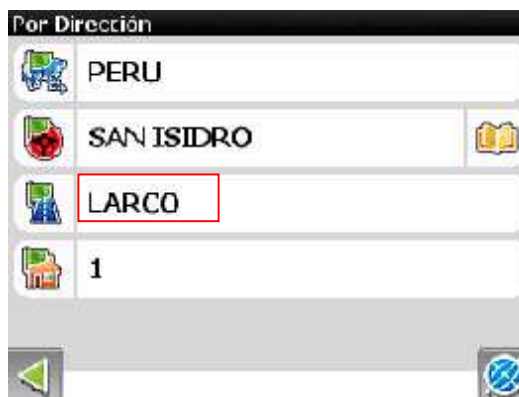 Por Dirección
PERU
SAN ISIDRO
LARCO
1